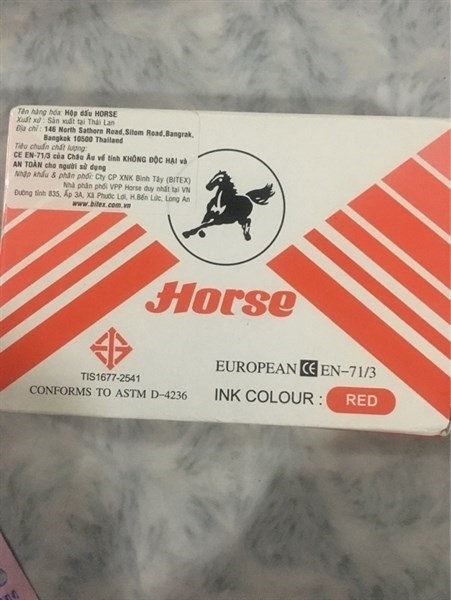 Tên hàng hóa: Hộp dấu HORSE
Xuất xứ : Sản xuất tại Thái Lan
Địa chỉ : 146 North Sathorn Road,Silom Road,Bangrak,
Bangkok 10500 Thailand
Tiêu chuẩn chất lượng:
CE EN-71/3 của Châu Âu về tính KHÔNG ĐỘC HẠI và
AN TOÀN cho người sử dụng
Nhập khẩu & phân phối: Cty CP XNK Bình Tây (BITEX)
Nhà phân phối VPP Horse duy nhất tại VN
Đường tỉnh 835, Ấp 3A, X3 Phước Lợi, H.Bến Lức, Long An
www.bitex.com.vn
Horse
TIS1677-2541
CONFORMS TO ASTM D-4236
EUROPEAN CE EN-71/3
INK COLOUR : RED